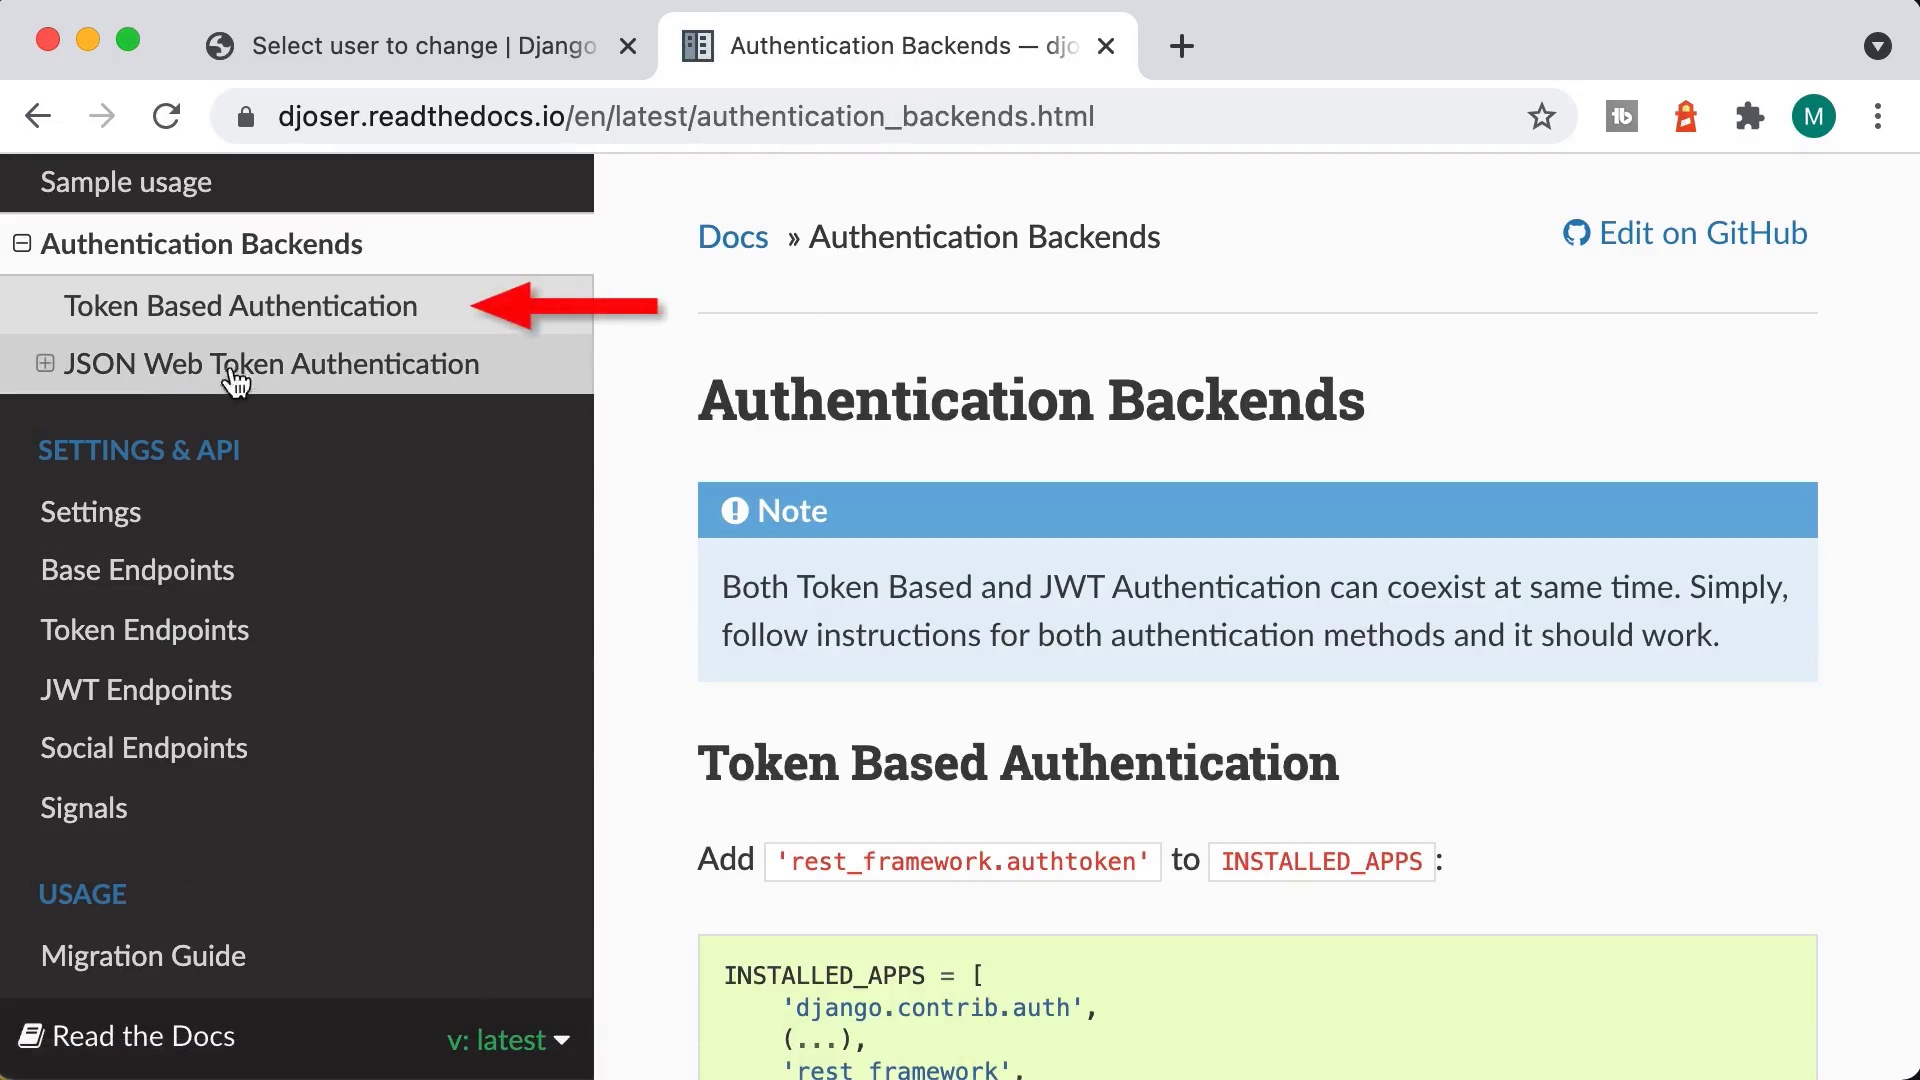 Select user to change | Django
Authentication Backends — djo
djoser.readthedocs.io/en/latest/authentication_backends.html
tb
M
Sample usage
Authentication Backends
Token Based Authentication
JSON Web Token Authentication
SETTINGS & API
Settings
Base Endpoints
Token Endpoints
JWT Endpoints
Social Endpoints
Signals
USAGE
Migration Guide
Read the Docs
v: latest
Docs » Authentication Backends
Edit on GitHub
Authentication Backends
Note
Both Token Based and JWT Authentication can coexist at same time. Simply,
follow instructions for both authentication methods and it should work.
Token Based Authentication
Add 'rest_framework.authtoken' to INSTALLED_APPS:
INSTALLED_APPS = [
'django.contrib.auth',
(...),
'rest_framework',